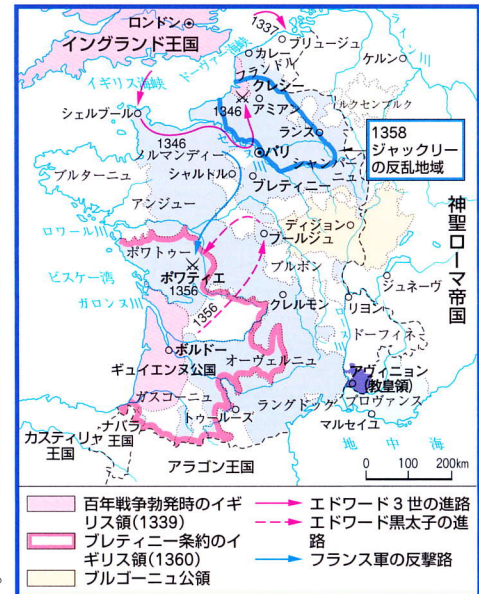 ロンドン
イングランド王国
1337
ブリュージュ
ドーヴァー海峡
カレー
フランドル
ケルン
ライン川
イギリス海峡
クレシー
シェルブール
1346
アミアン
ルクセンブルク
1346
ランス
セーヌ川
パリ
1358
ジャックリー
の反乱地域
ノルマンディー
シャンパーニュ
シャルトル
ブルターニュ
ブレティニー
アンジュー
ディジョン
神聖ローマ帝国
ロワール川
ブールジュ
ポワトゥー
ブルボン
ポワティエ
1356
ビスケー湾
ジュネーヴ
ガロンヌ川
1356
クレルモン
リヨン
ローヌ川
ドーフィネ
ボルドー
オーヴェルニュ
ギュイエンヌ公国
アヴィニョン
(教皇領)
ガスコーニュ
ラングドック
プロヴァンス
トゥールーズ
ナバラ
王国
マルセイユ
カスティリャ
王国
地中海
アラゴン王国
0 100 200km
百年戦争勃発時のイギ
リス領(1339)
ブレティニー条約のイ
ギリス領(1360)
ブルゴーニュ公領
エドワード3世の進路
エドワード黒太子の進
路
フランス軍の反撃路